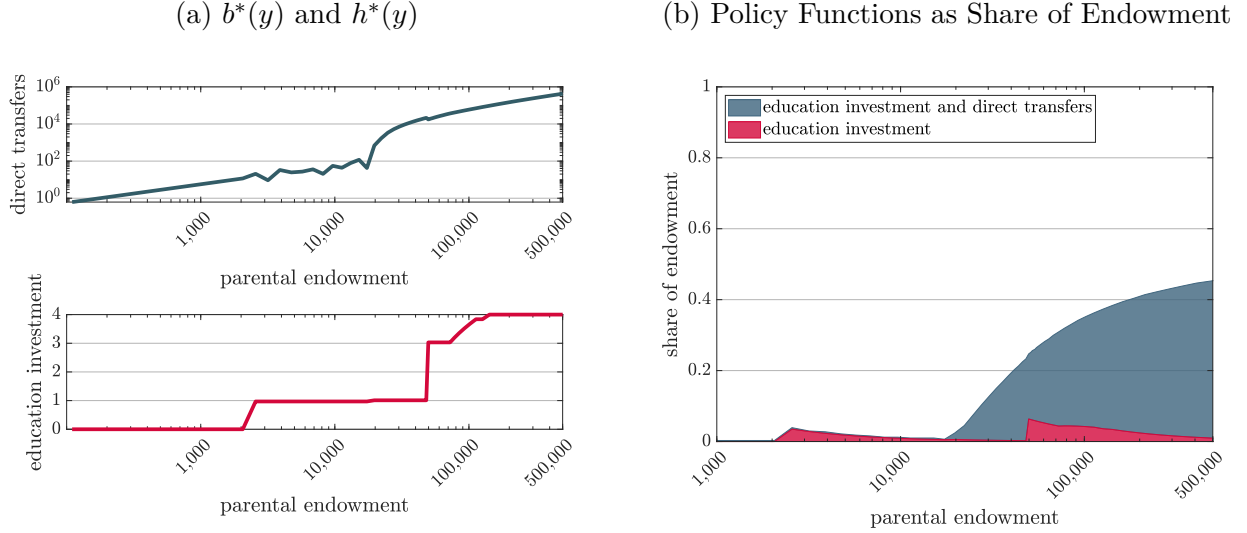 (a) b*(y) and h*(y)
direct transfers
10^6
10^4
10^2
10^0
1,000
10,000
100,000
500,000
parental endowment
education investment
4
3
2
1
0
1,000
10,000
100,000
500,000
parental endowment
(b) Policy Functions as Share of Endowment
share of endowment
1
0.8
0.6
0.4
0.2
0
education investment and direct transfers
education investment
1,000
10,000
100,000
500,000
parental endowment